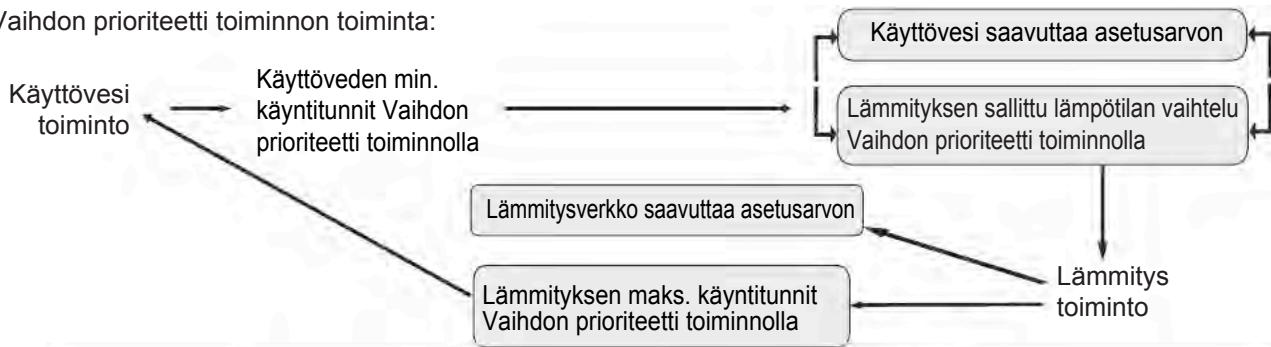 Vaihdon prioriteetti toiminnon toiminta:
Käyttövesi
toiminto
Käyttöveden min.
käyntitunnit Vaihdon
prioriteetti toiminnolla
Käyttövesi saavuttaa asetusarvon
Lämmityksen sallittu lämpötilan vaihtelu
Vaihdon prioriteetti toiminnolla
Lämmitysverkko saavuttaa asetusarvon
Lämmityksen maks. käyntitunnit
Vaihdon prioriteetti toiminnolla
Lämmitys
toiminto